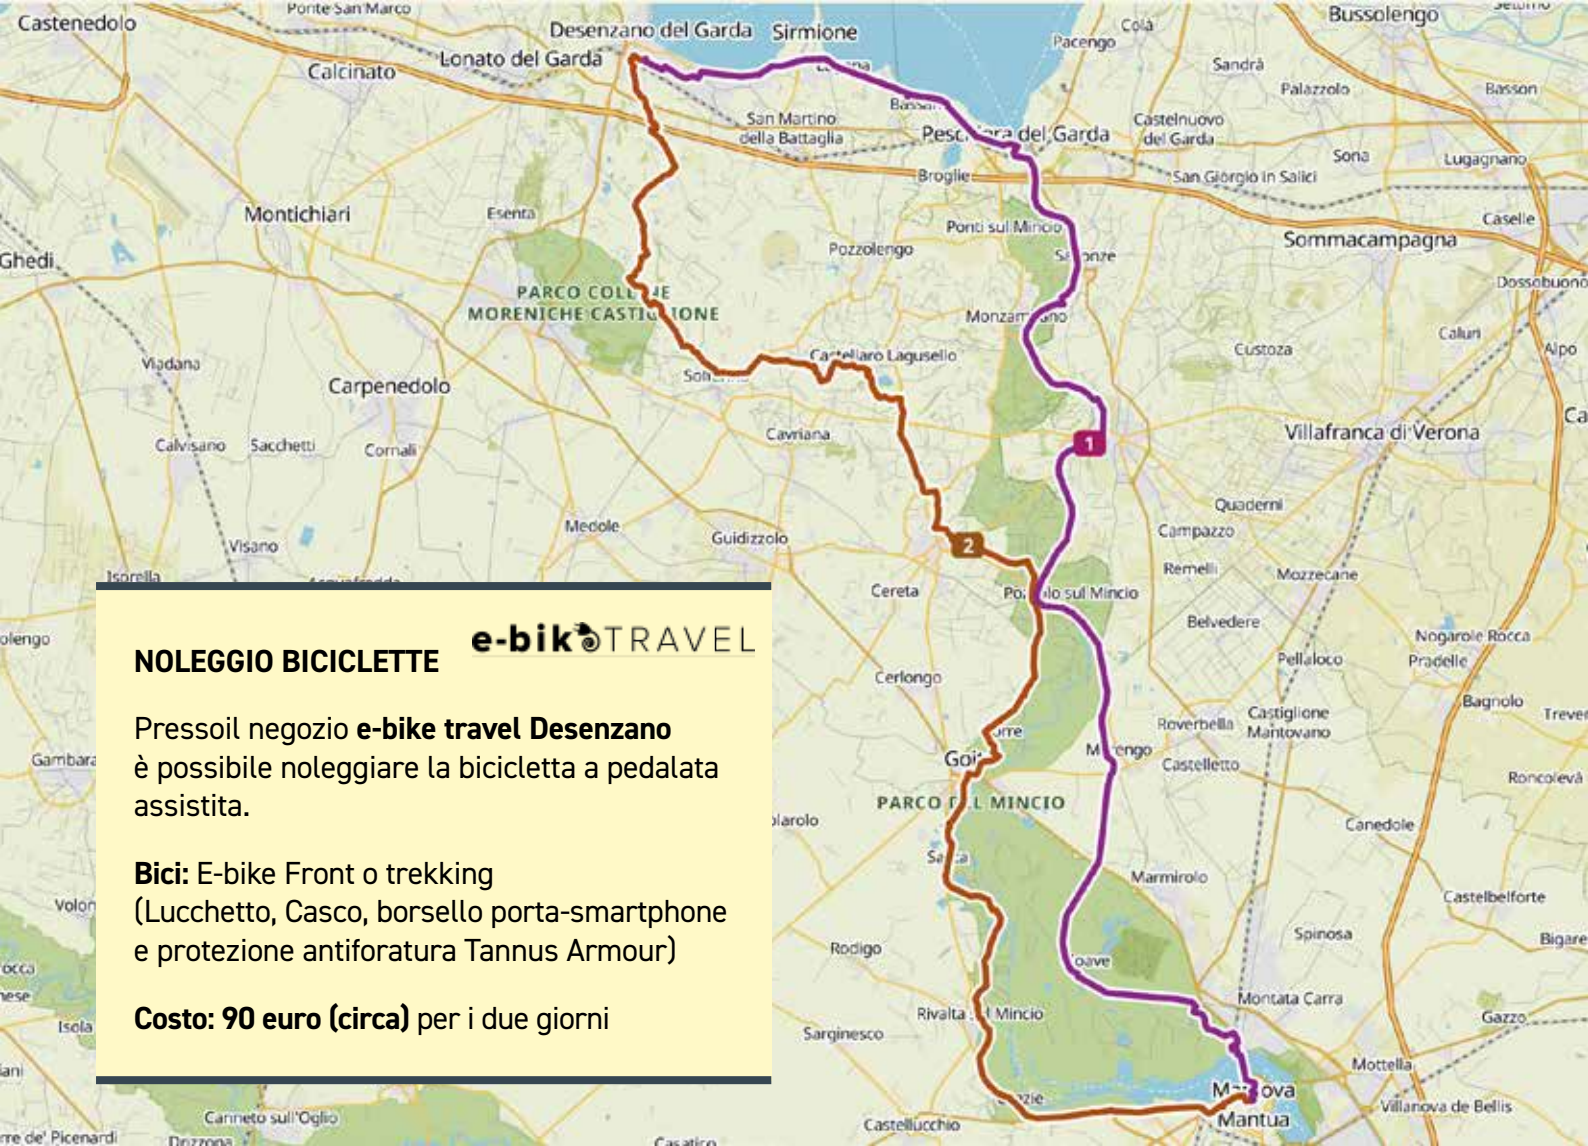 Castenedolo
Ponte San Marco
Desenzano del Garda
Sirmione
Colà
Bussolengo
Pacengo
Lonato del Garda
Calcinato
Sandrà
Palazzolo
Basson
San Martino
della Battaglia
del Garda
Castelnuovo
del Garda
Sona
Lugagnano
Broglie
San Giorgio in Salici
Montichiari
Esenta
Ponti sul Mincio
Caselle
Pozzolengo
Sommacampagna
Ghedi
Dossobuono
PARCO
MORENICHE
Caluri
Custoza
Alpo
Viadana
Lagusello
Carpenedolo
Cavriana
Villafranca di Verona
Calvisano
Sacchetti
Cornali
1
Quaderni
Medole
Guidizzolo
Campazzo
Visano
2
Remelli
Mozzecane
Isorella
Cereta
sul Mincio
Belvedere
Nogarole Rocca
Pellaloco
Pradelle
Cerlongo
Bagnolo
Castiglione
Mantovano
Roverbella
Castelletto
Gambara
PARCO
MINCIO
Canedole
Marmirolo
Castelbelforte
Rodigo
Spinosa
Montata Carra
Rivalta
Mincio
Gazzo
Sarginesco
Isola
Mottella
Mantua
Villanova de Bellis
Castellucchio
Canneto sull'Oglio
Casatico
Drizzona
e-bike TRAVEL
NOLEGGIO BICICLETTE
Pressoil negozio e-bike travel Desenzano
è possibile noleggiare la bicicletta a pedalata
assistita.
Bici: E-bike Front o trekking
(Lucchetto, Casco, borsello porta-smartphone
e protezione antiforatura Tannus Armour)
Costo: 90 euro (circa) per i due giorni